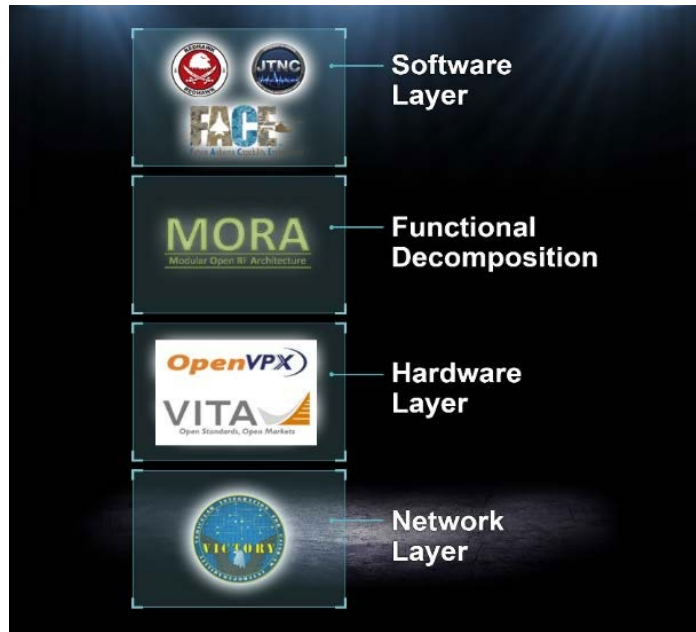 REDHAWK
REDHAWK
JTNC
FACE
Software
Layer
MORA
Modular Open RF Architecture
Functional
Decomposition
OpenVPX
VITA
Open Standards, Open Markets
Hardware
Layer
VICTORY
Network
Layer